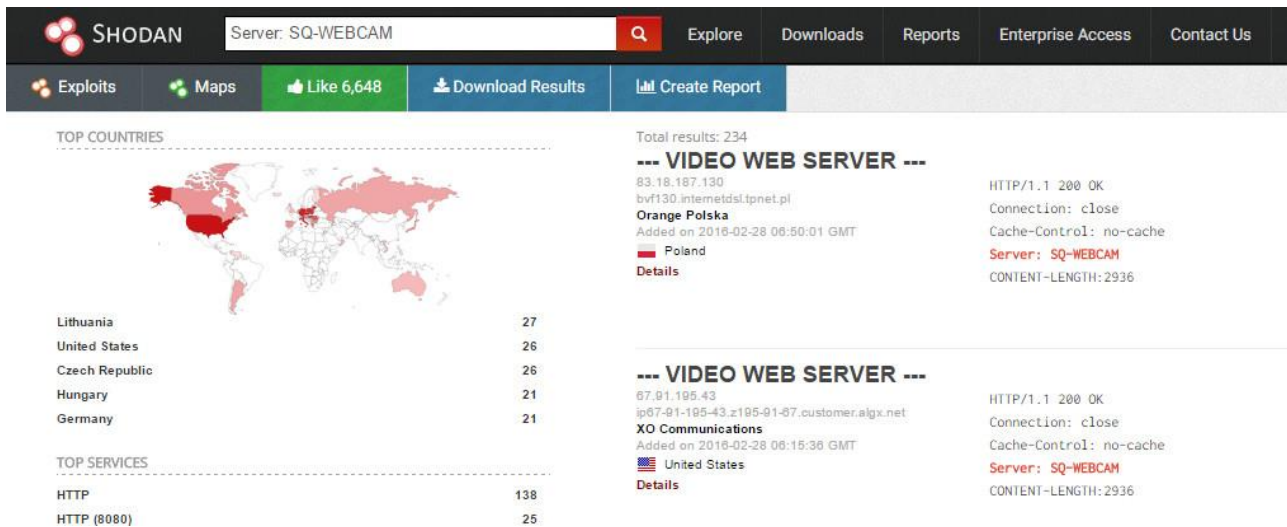 SHODAN
Server: SQ-WEBCAM
Explore
Downloads
Reports
Enterprise Access
Contact Us
Exploits
Maps
Like 6,648
Download Results
Create Report
TOP COUNTRIES
Lithuania 27
United States 26
Czech Republic 26
Hungary 21
Germany 21
TOP SERVICES
HTTP 138
HTTP (8080) 25
Total results: 234
--- VIDEO WEB SERVER ---
83.18.187.130
bvf130.internetdsl.tpnet.pl
Orange Polska
Added on 2016-02-28 06:50:01 GMT
Poland
Details
HTTP/1.1 200 OK
Connection: close
Cache-Control: no-cache
Server: SQ-WEBCAM
CONTENT-LENGTH:2936
--- VIDEO WEB SERVER ---
67.91.195.43
ip67-91-195-43.z195-91-67.customer.algx.net
XO Communications
Added on 2016-02-28 06:15:36 GMT
United States
Details
HTTP/1.1 200 OK
Connection: close
Cache-Control: no-cache
Server: SQ-WEBCAM
CONTENT-LENGTH:2936